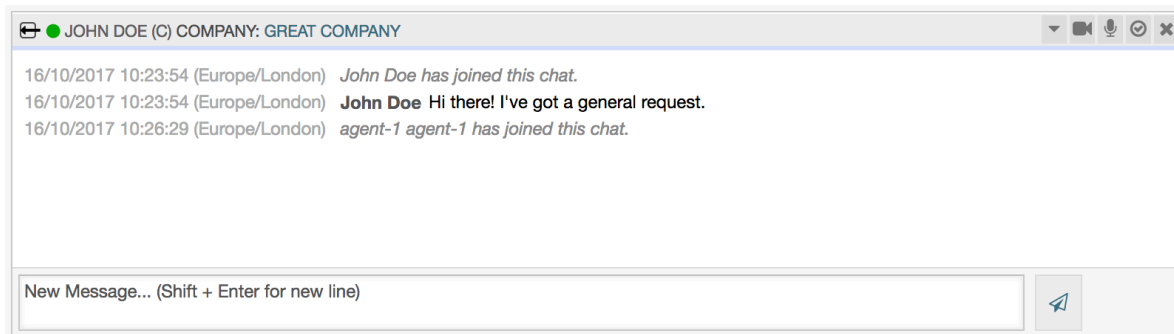 JOHN DOE (C) COMPANY: GREAT COMPANY
16/10/2017 10:23:54 (Europe/London) John Doe has joined this chat.
16/10/2017 10:23:54 (Europe/London) John Doe Hi there! I've got a general request.
16/10/2017 10:26:29 (Europe/London) agent-1 agent-1 has joined this chat.
New Message... (Shift + Enter for new line)